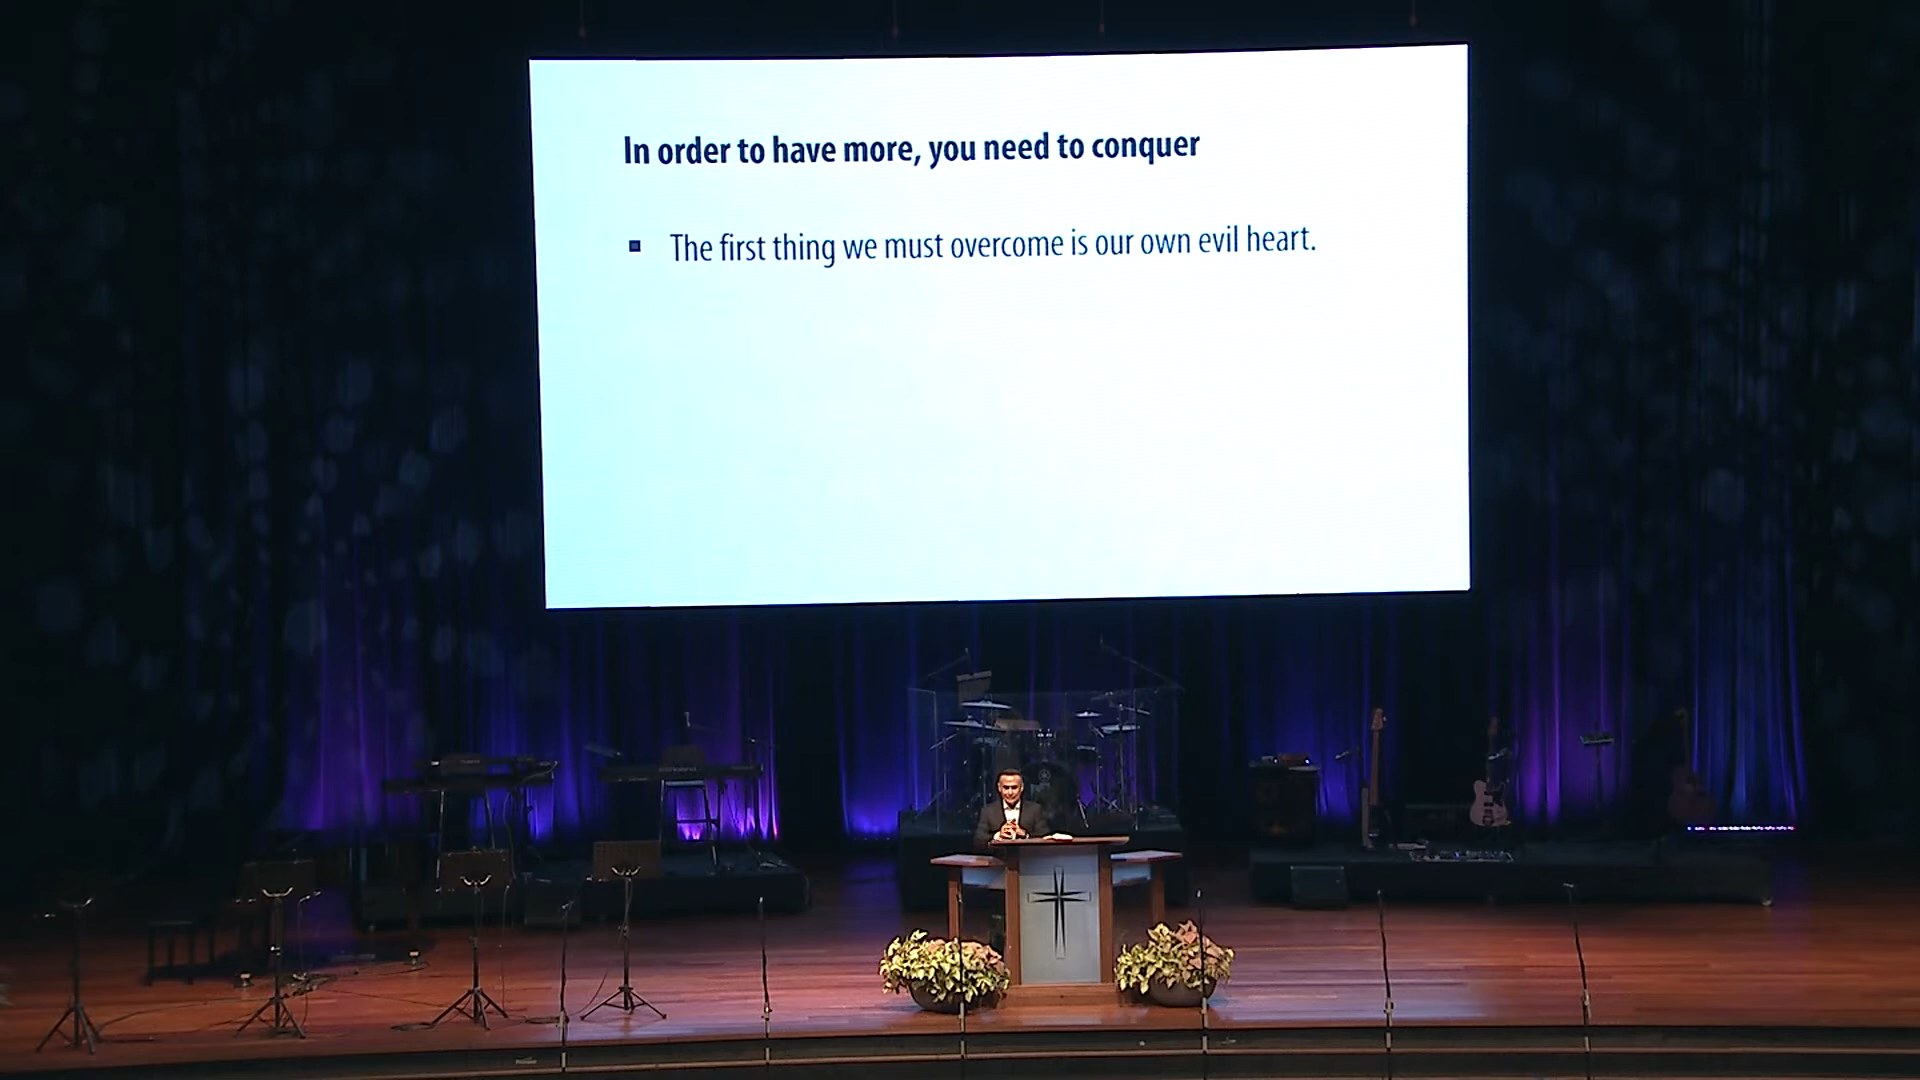 In order to have more, you need to conquer
▪ The first thing we must overcome is our own evil heart.
Roland